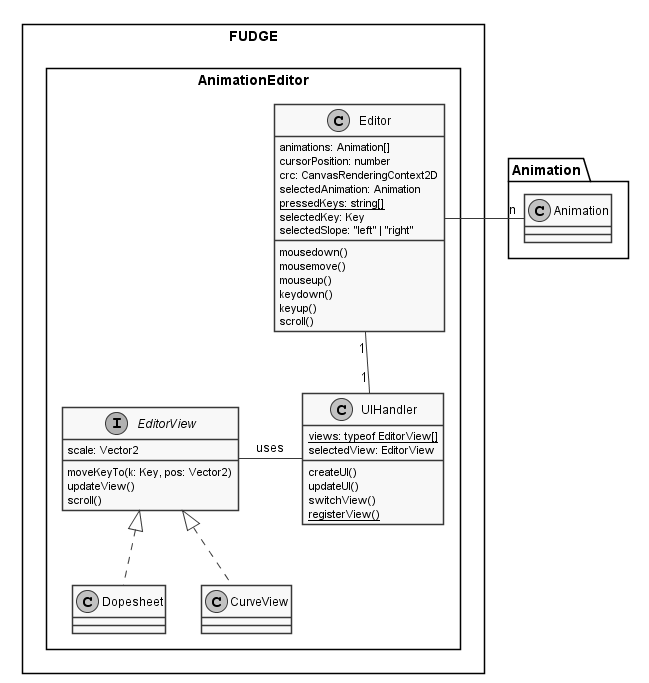 FUDGE
AnimationEditor
C Editor
animations: Animation[]
cursorPosition: number
crc: CanvasRenderingContext2D
selectedAnimation: Animation
pressedKeys: string[]
selectedKey: Key
selectedSlope: "left" | "right"
mousedown()
mousemove()
mouseup()
keydown()
keyup()
scroll()
Animation
n
C Animation
1
1
I EditorView
scale: Vector2
moveKeyTo(k: Key, pos: Vector2)
updateView()
scroll()
uses
C UIHandler
views: typeof EditorView[]
selectedView: EditorView
createUI()
updateUI()
switchView()
registerView()
C Dopesheet
C CurveView